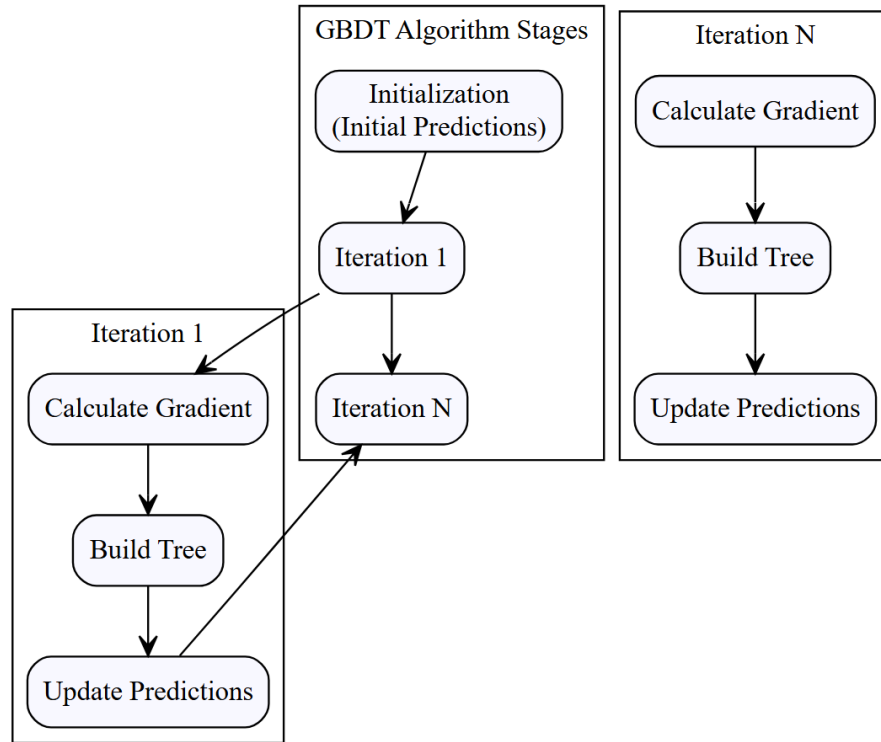 GBDT Algorithm Stages
Initialization
(Initial Predictions)
Iteration 1
Iteration N
Iteration 1
Calculate Gradient
Build Tree
Update Predictions
Iteration N
Calculate Gradient
Build Tree
Update Predictions